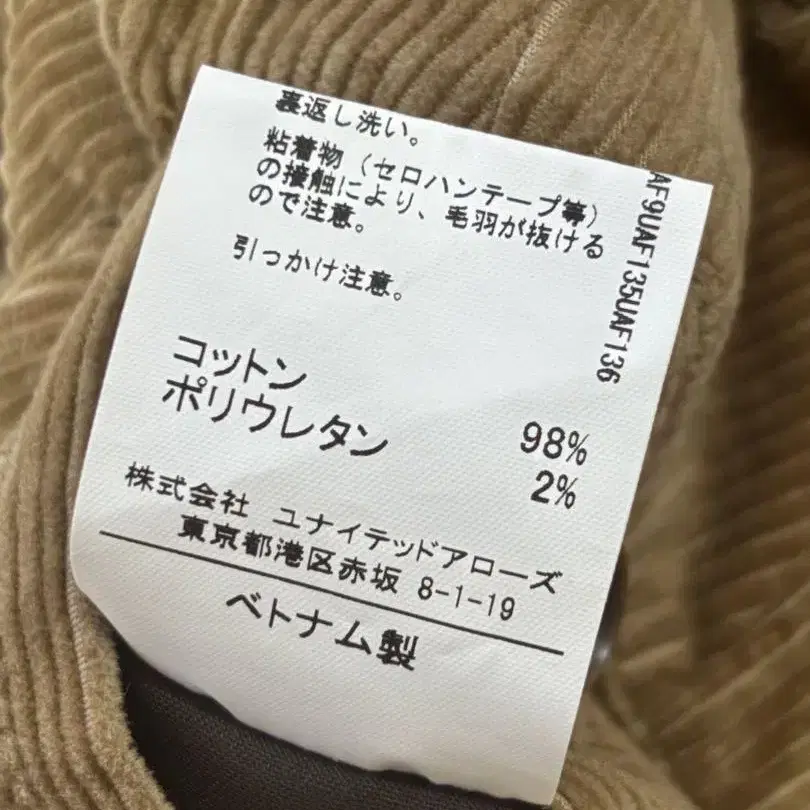 裏返し洗い。
粘着物（セロハンテープ等）
の接触により、毛羽が抜ける
ので注意。
引っかけ注意。
コットン 98%
ポリウレタン 2%
株式会社 ユナイテッドアローズ
東京都港区赤坂 8-1-19
ベトナム製
AF9UAF135UAF136